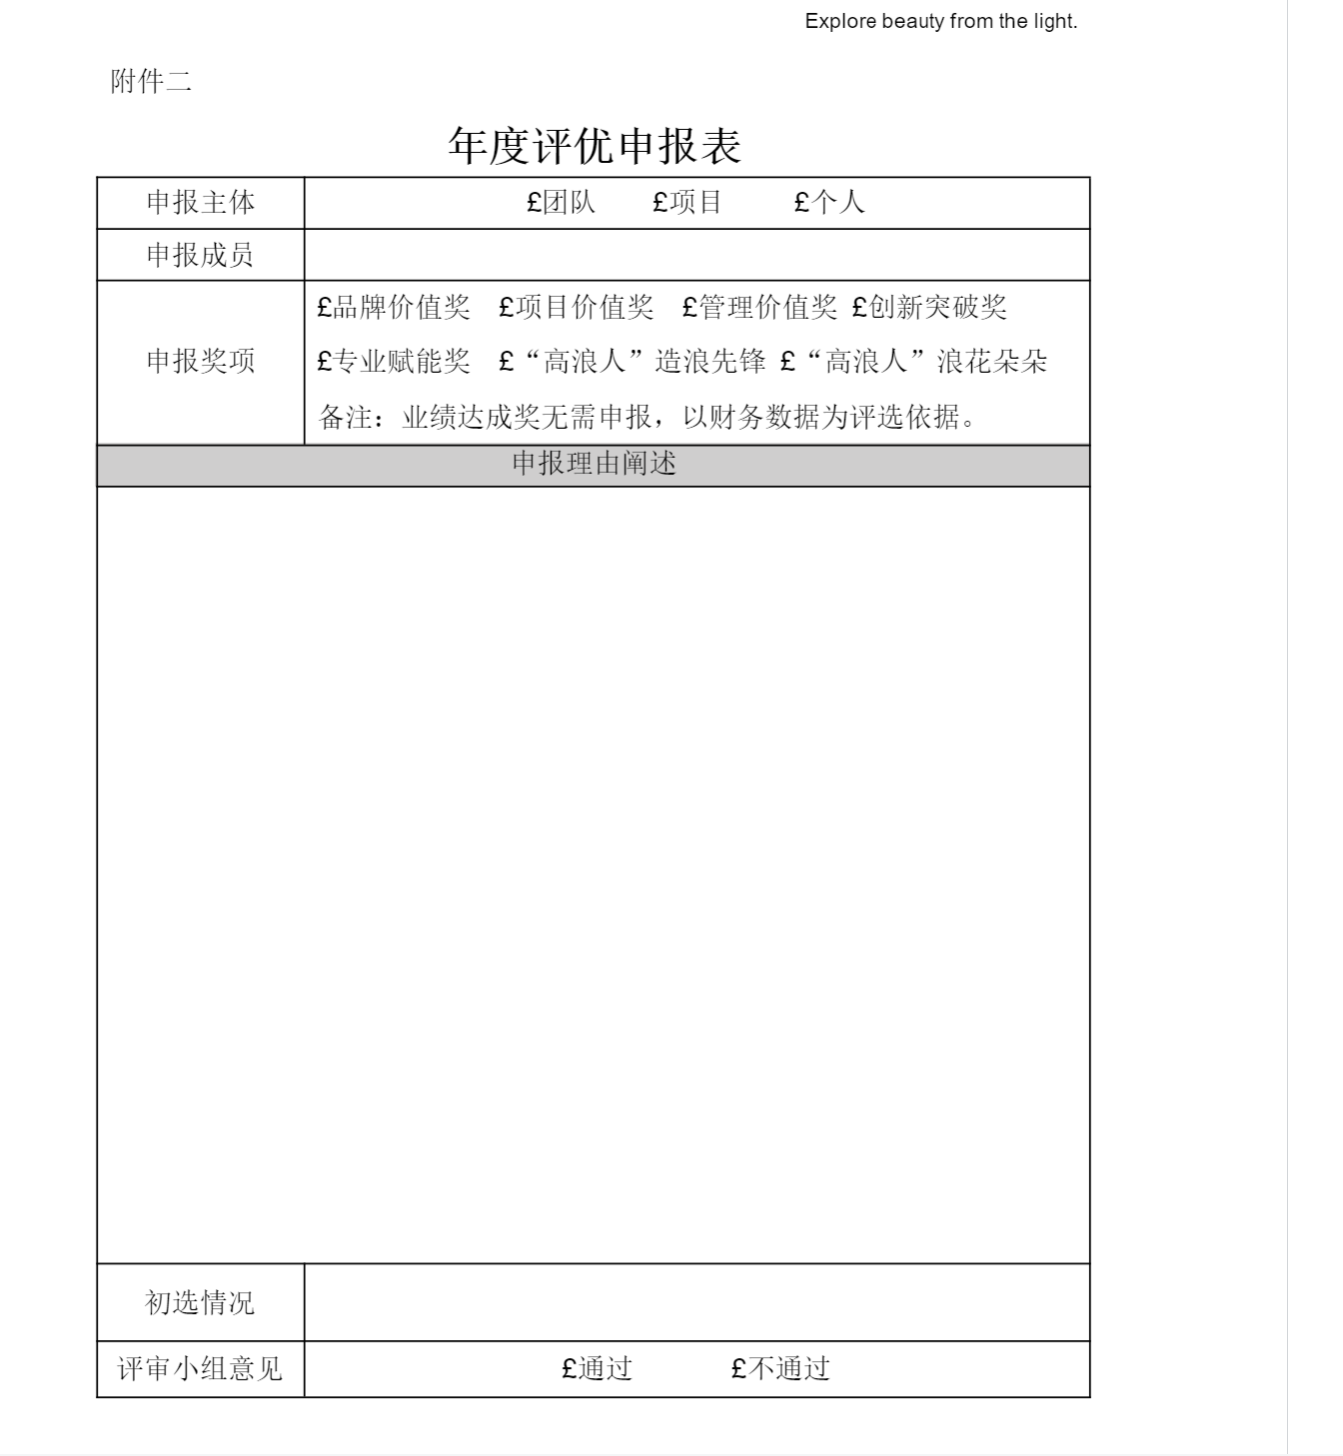 Explore beauty from the light.
附件二
年度评优申报表
申报主体 £团队 £项目 £个人
申报成员
£品牌价值奖 £项目价值奖 £管理价值奖 £创新突破奖
申报奖项 £专业赋能奖 £“高浪人”造浪先锋 £“高浪人”浪花朵朵
备注：业绩达成奖无需申报，以财务数据为评选依据。
申报理由阐述
初选情况
评审小组意见 £通过 £不通过